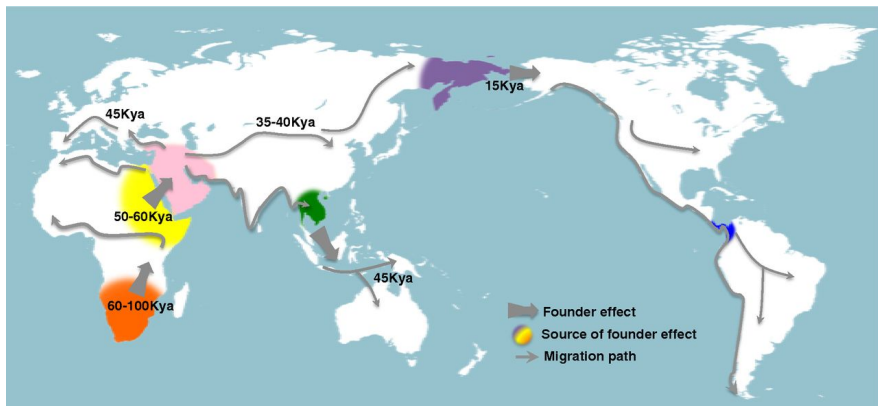 15Kya
45Kya
35-40Kya
50-60Kya
45Kya
60-100Kya
Founder effect
Source of founder effect
Migration path